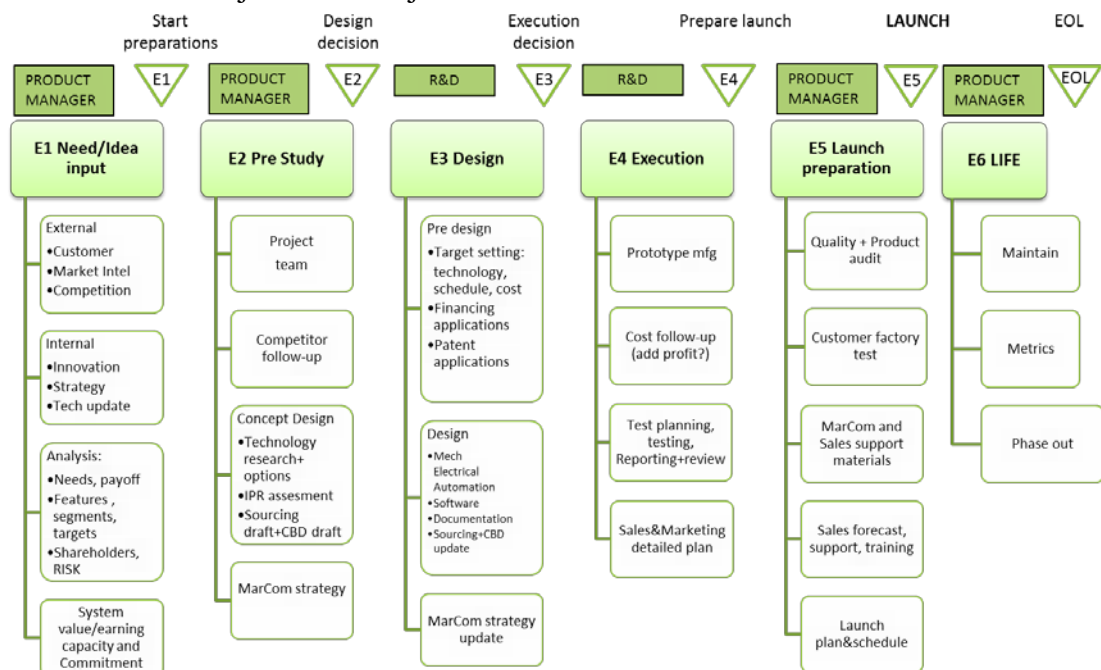 Start
preparations
Design
decision
Execution
decision
Prepare launch
LAUNCH
EOL
PRODUCT
MANAGER
E1
PRODUCT
MANAGER
E2
R&D
E3
R&D
E4
PRODUCT
MANAGER
E5
PRODUCT
MANAGER
EOL
E1 Need/Idea
input
External
•Customer
•Market Intel
•Competition
Internal
•Innovation
•Strategy
•Tech update
Analysis:
•Needs, payoff
•Features ,
segments,
targets
•Shareholders,
RISK
System
value/earning
capacity and
Commitment
E2 Pre Study
Project
team
Competitor
follow-up
Concept Design
•Technology
research+
options
•IPR assesment
•Sourcing
draft+CBD draft
MarCom strategy
E3 Design
Pre design
•Target setting:
technology,
schedule, cost
•Financing
applications
•Patent
applications
Design
•Mech
Electrical
Automation
•Software
•Documentation
•Sourcing+CBD
update
MarCom strategy
update
E4 Execution
Prototype mfg
Cost follow-up
(add profit?)
Test planning,
testing,
Reporting+review
Sales&Marketing
detailed plan
E5 Launch
preparation
Quality + Product
audit
Customer factory
test
MarCom and
Sales support
materials
Sales forecast,
support, training
Launch
plan&schedule
E6 LIFE
Maintain
Metrics
Phase out